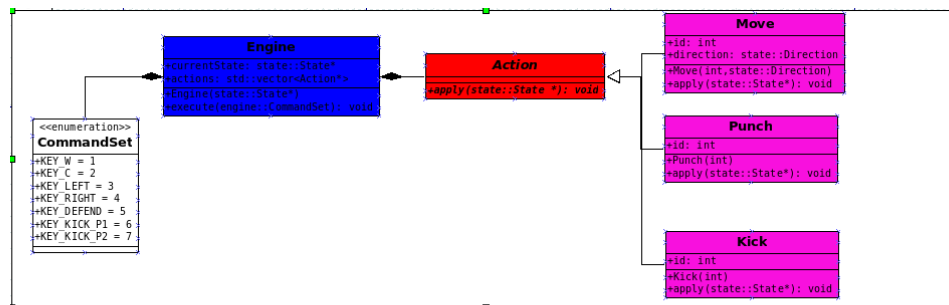 Engine
+currentState: state::State*
+actions: std::vector<Action*>
+Engine(state::State*)
+execute(engine::CommandSet): void
<<enumeration>>
CommandSet
+KEY_W = 1
+KEY_C = 2
+KEY_LEFT = 3
+KEY_RIGHT = 4
+KEY_DEFEND = 5
+KEY_KICK_P1 = 6
+KEY_KICK_P2 = 7
Action
+apply(state::State *): void
Move
+id: int
+direction: state::Direction
+Move(int,state::Direction)
+apply(state::State*): void
Punch
+id: int
+Punch(int)
+apply(state::State*): void
Kick
+id: int
+Kick(int)
+apply(state::State*): void